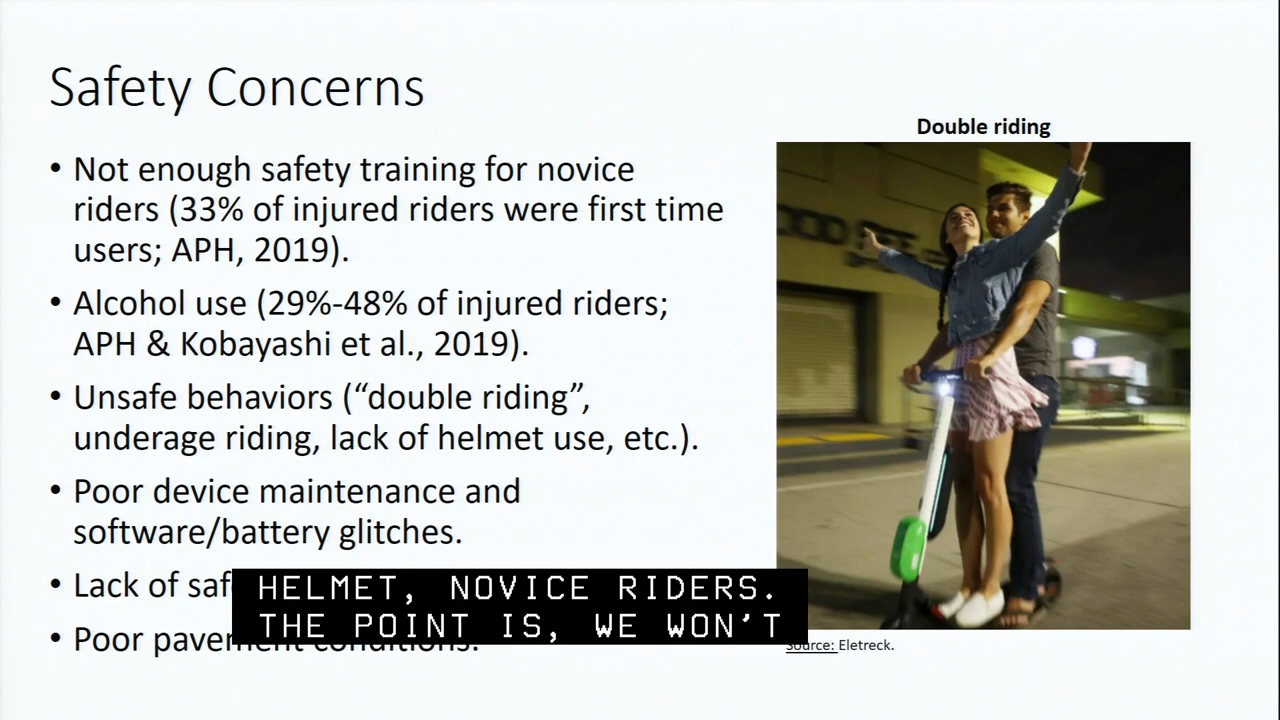 Safety Concerns
• Not enough safety training for novice
riders (33% of injured riders were first time
users; APH, 2019).
• Alcohol use (29%-48% of injured riders;
APH & Kobayashi et al., 2019).
• Unsafe behaviors (“double riding”,
underage riding, lack of helmet use, etc.).
• Poor device maintenance and
software/battery glitches.
• Lack of
• Poor pavement conditions.
Double riding
Source: Eletreck.
HELMET, NOVICE RIDERS.
THE POINT IS, WE WON’T